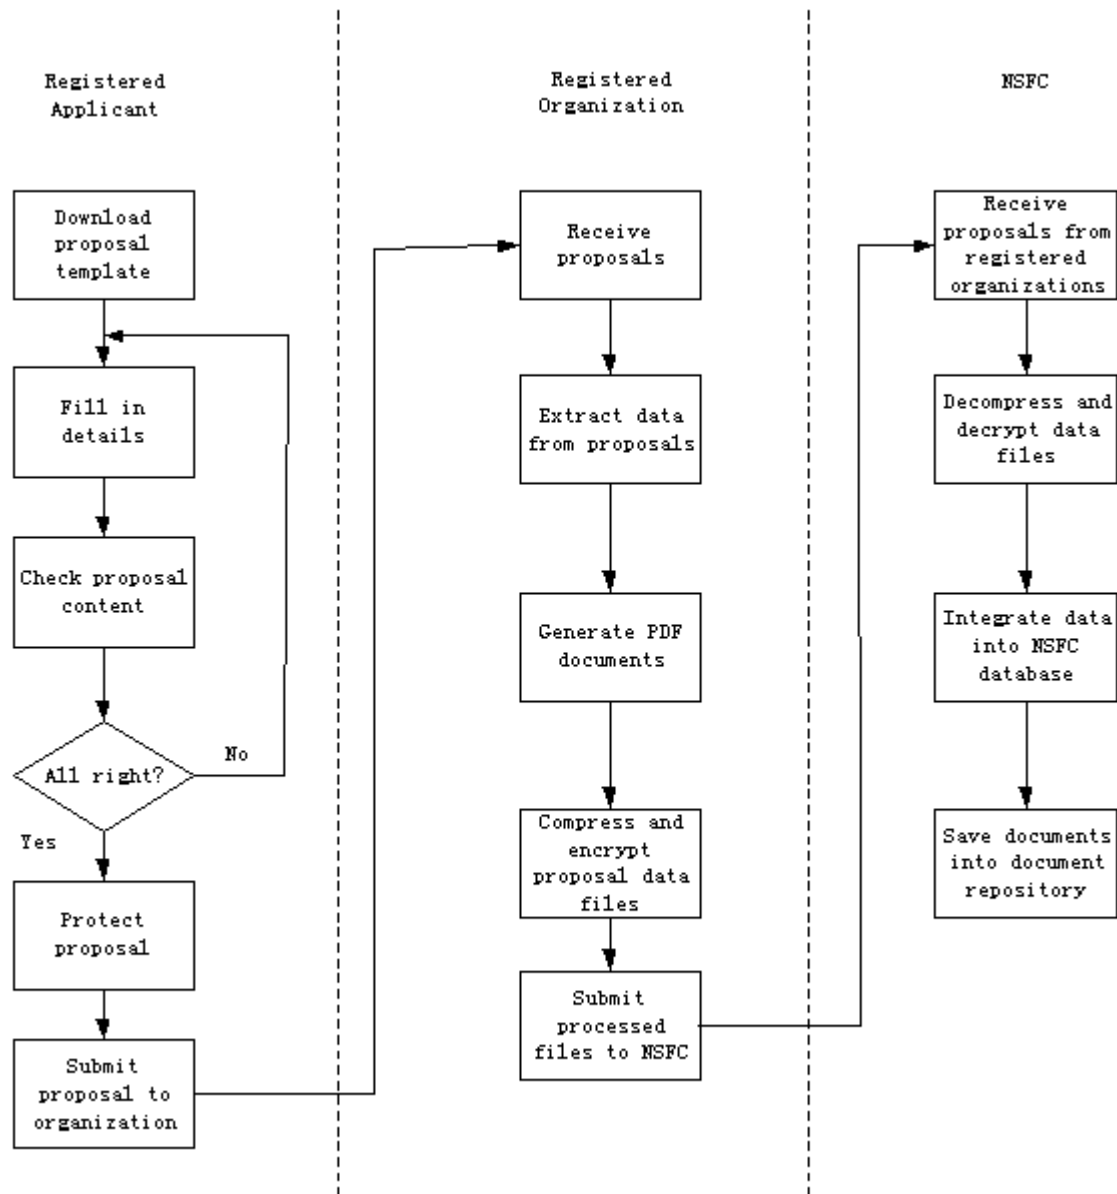 Registered
Applicant
Download
proposal
template
Fill in
details
Check proposal
content
All right?
No
Yes
Protect
proposal
Submit
proposal to
organization
Registered
Organization
Receive
proposals
Extract data
from proposals
Generate PDF
documents
Compress and
encrypt
proposal data
files
Submit
processed
files to NSFC
NSFC
Receive
proposals from
registered
organizations
Decompress and
decrypt data
files
Integrate data
into NSFC
database
Save documents
into document
repository